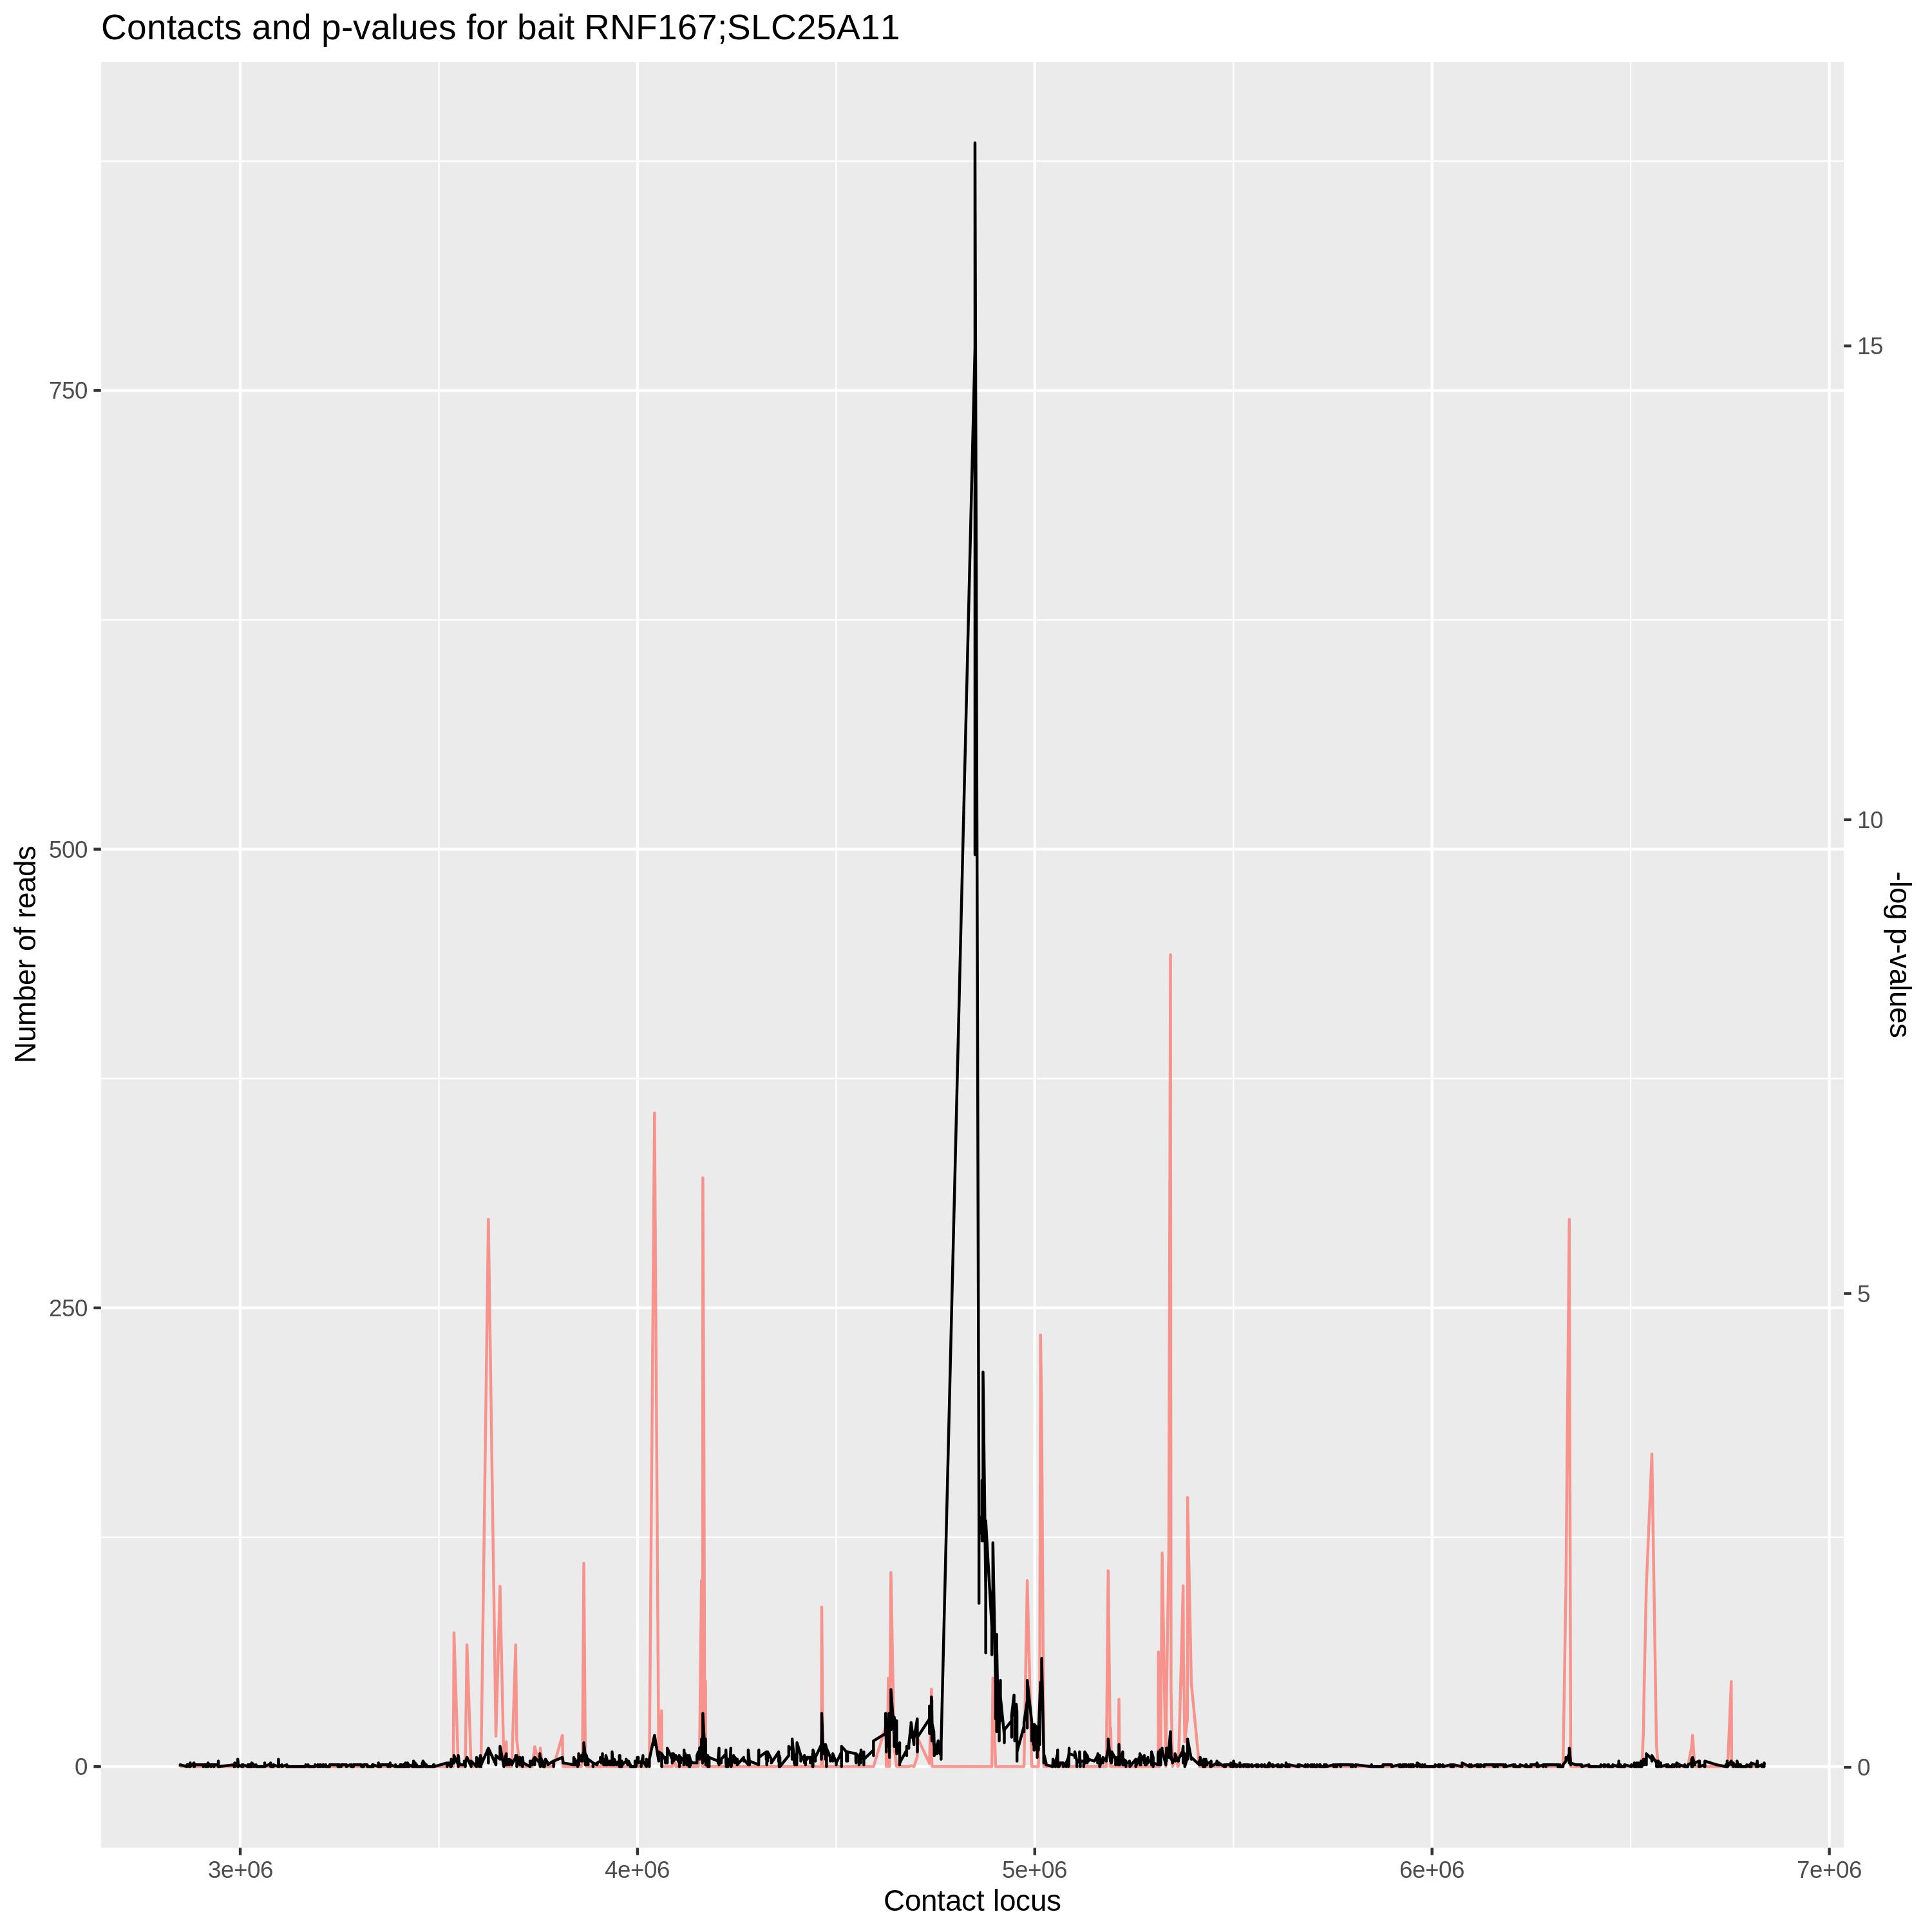 Contacts and p-values for bait RNF167;SLC25A11
Number of reads
750
500
250
0
15
10
5
0
-log p-values
3e+06 4e+06 5e+06 6e+06 7e+06
Contact locus